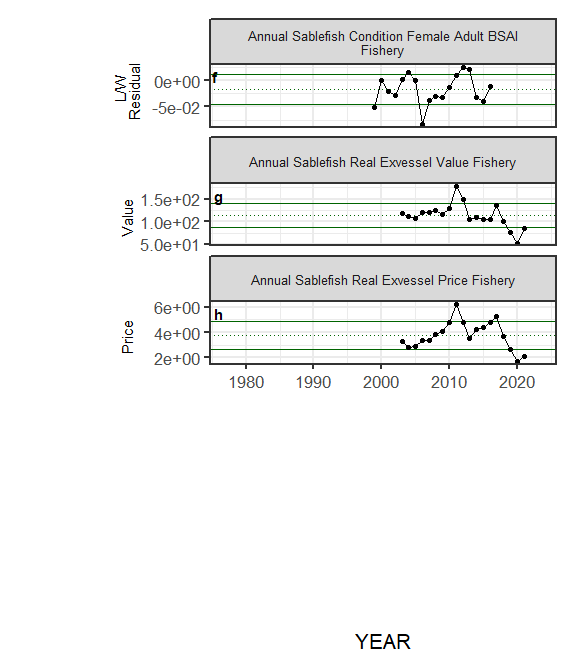 Annual Sablefish Condition Female Adult BSAI
Fishery
L/W
Residual
f
0e+00
-5e-02
Annual Sablefish Real Exvessel Value Fishery
Value
g
1.5e+02
1.0e+02
5.0e+01
Annual Sablefish Real Exvessel Price Fishery
Price
h
6e+00
4e+00
2e+00
1980 1990 2000 2010 2020
YEAR